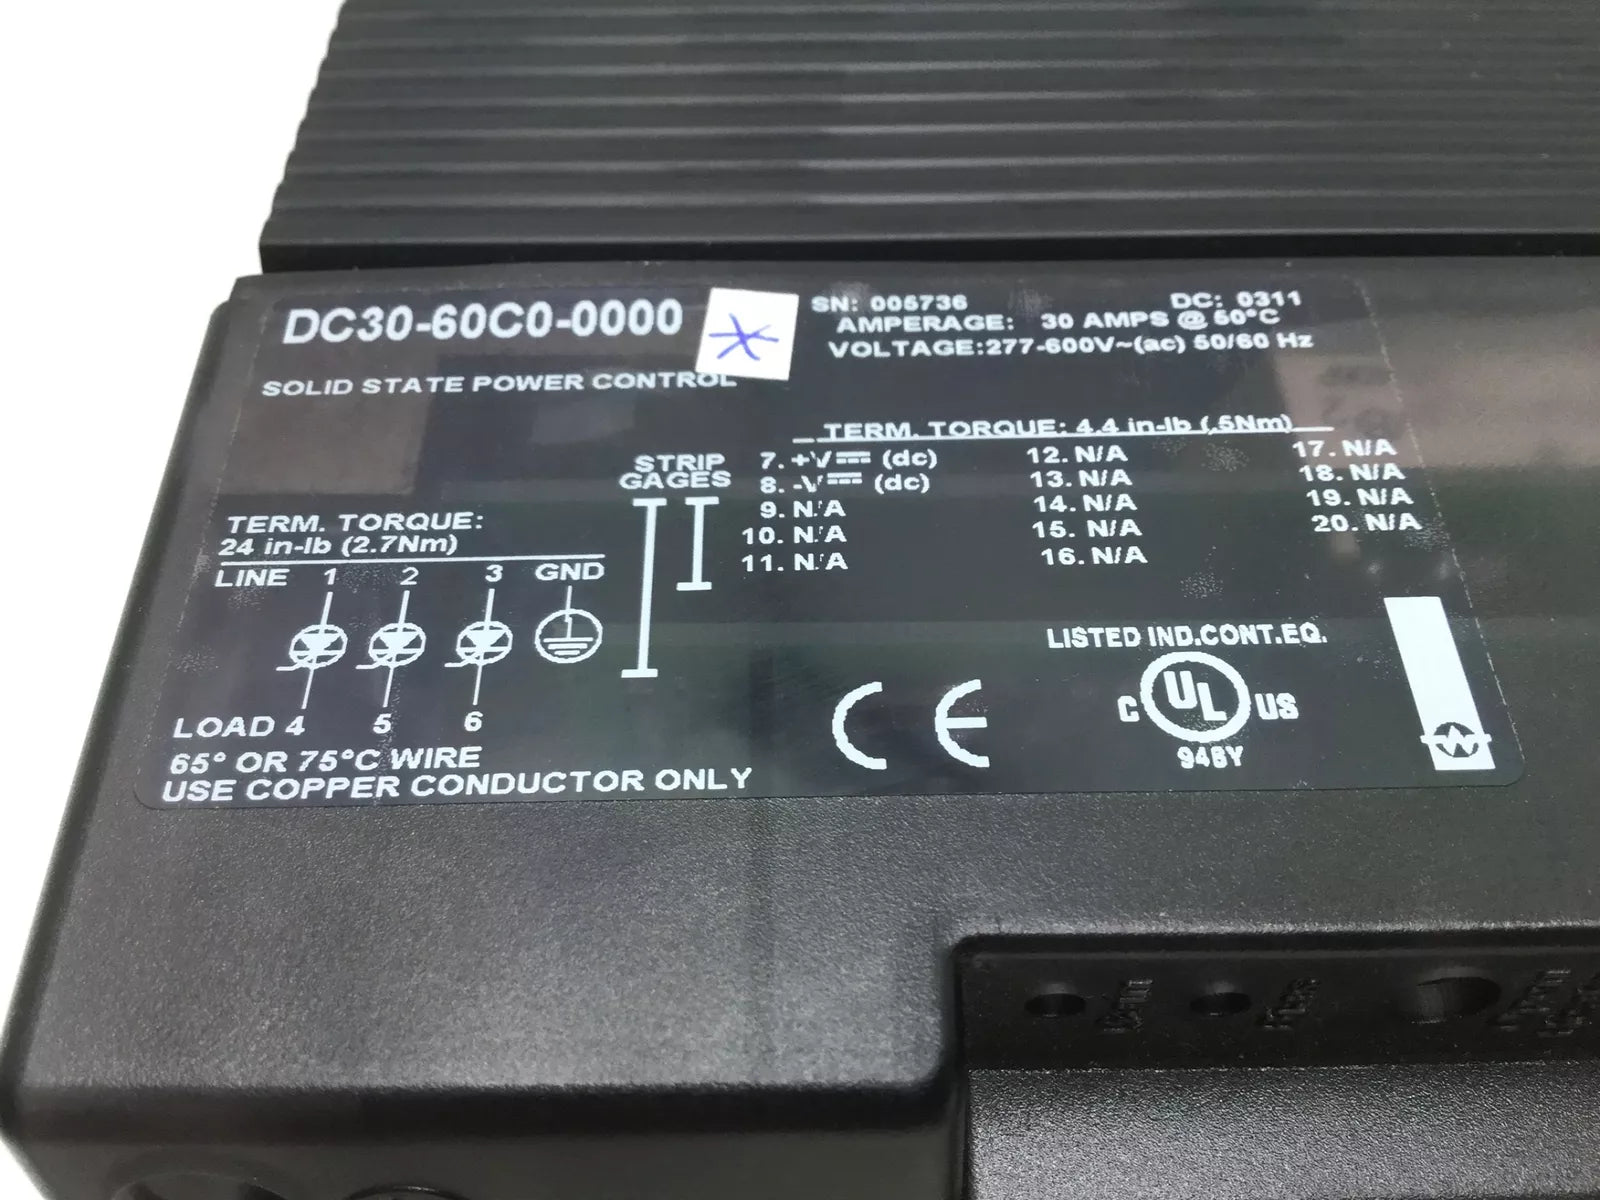 DC30-60C0-0000
SOLID STATE POWER CONTROL
SN: 005736 DC: 0311
AMPERAGE: 30 AMPS @ 50°C
VOLTAGE:277-600V~(ac) 50/60 Hz
TERM. TORQUE: 4.4 in-lb (.5Nm)
STRIP
GAGES
7. +V (dc)
8. -V (dc)
9. N/A
10. N/A
11. N/A
12. N/A
13. N/A
14. N/A
15. N/A
16. N/A
17. N/A
18. N/A
19. N/A
20. N/A
TERM. TORQUE:
24 in-lb (2.7Nm)
LINE 1 2 3 GND
LOAD 4 5 6
65° OR 75°C WIRE
USE COPPER CONDUCTOR ONLY
LISTED IND.CONT.EQ.
CE
C UL US
94BY
W